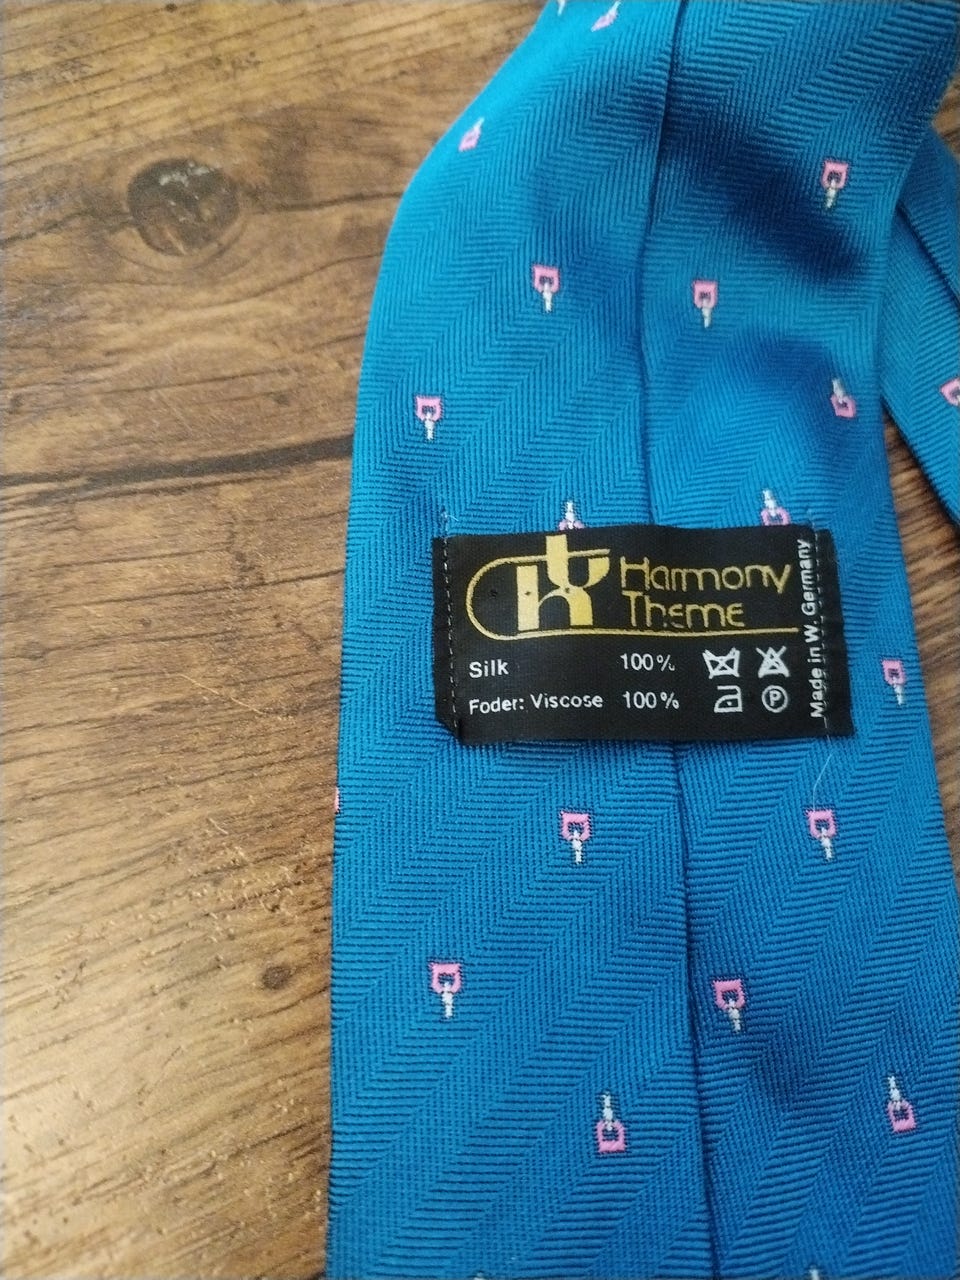 Harmony
Theme
Silk 100%
Foder: Viscose 100%
P
Made in W. Germany